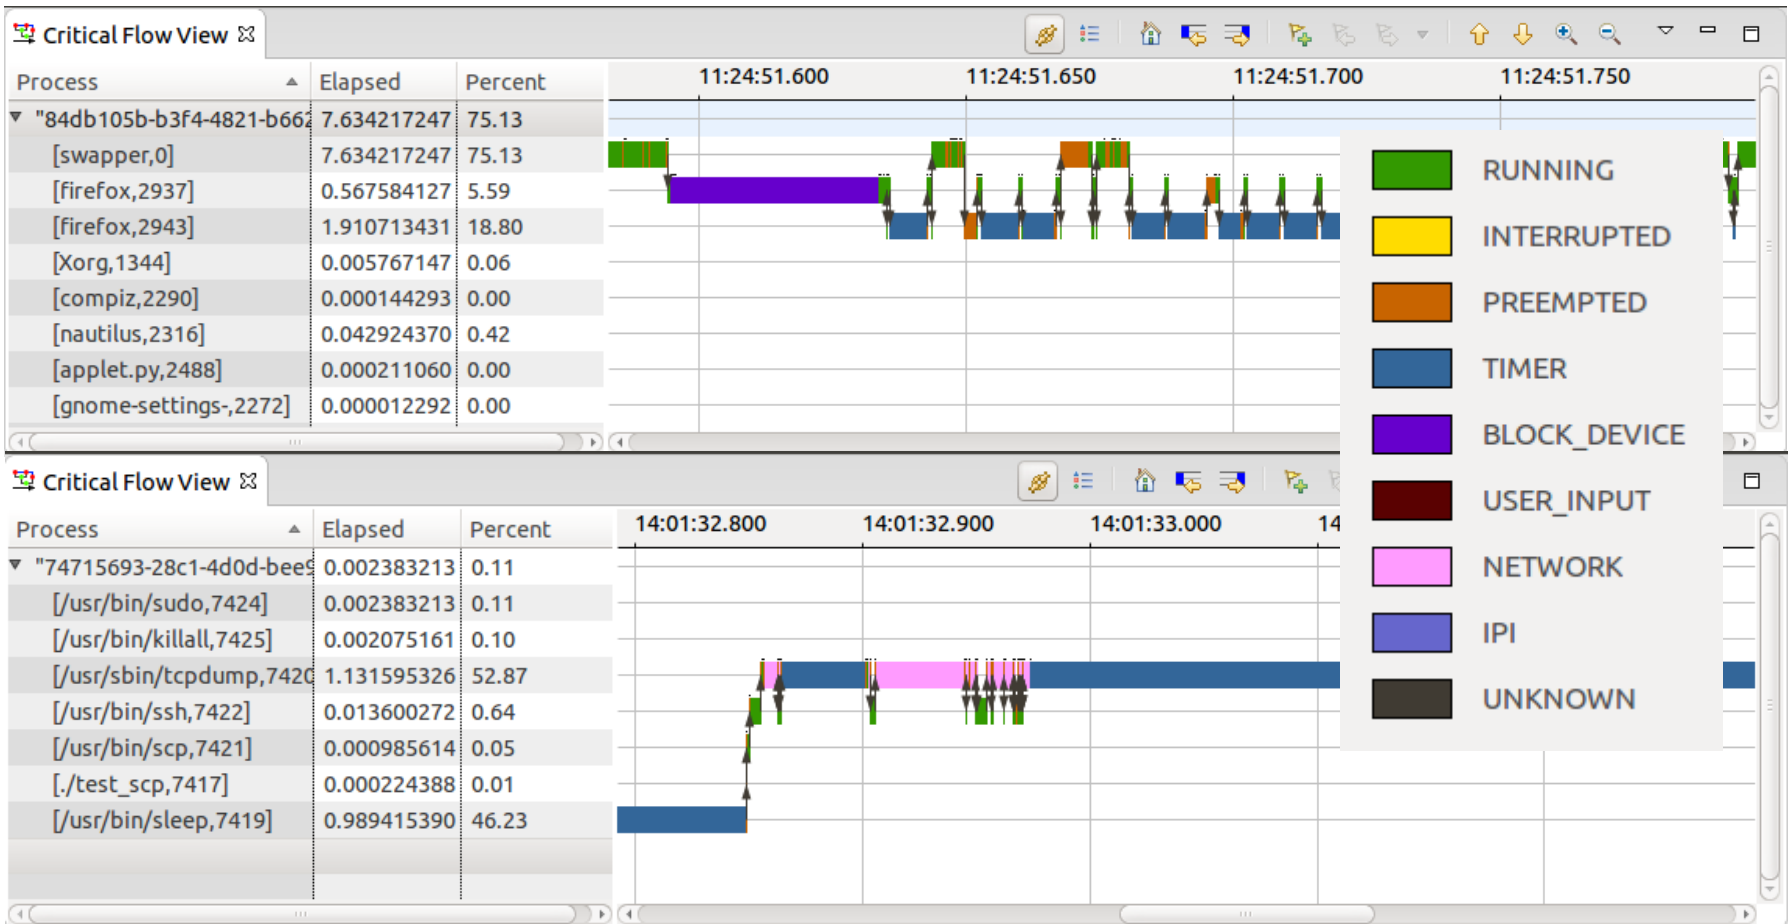 Critical Flow View
Process Elapsed Percent
11:24:51.600 11:24:51.650 11:24:51.700 11:24:51.750
"84db105b-b3f4-4821-b662 7.634217247 75.13
[swapper,0] 7.634217247 75.13
[firefox,2937] 0.567584127 5.59
[firefox,2943] 1.910713431 18.80
[Xorg,1344] 0.005767147 0.06
[compiz,2290] 0.000144293 0.00
[nautilus,2316] 0.042924370 0.42
[applet.py,2488] 0.000211060 0.00
[gnome-settings-,2272] 0.000012292 0.00
RUNNING
INTERRUPTED
PREEMPTED
TIMER
BLOCK_DEVICE
USER_INPUT
NETWORK
IPI
UNKNOWN
Critical Flow View
Process Elapsed Percent
14:01:32.800 14:01:32.900 14:01:33.000 14
"74715693-28c1-4d0d-bee9 0.002383213 0.11
[/usr/bin/sudo,7424] 0.002383213 0.11
[/usr/bin/killall,7425] 0.002075161 0.10
[/usr/sbin/tcpdump,7420 1.131595326 52.87
[/usr/bin/ssh,7422] 0.013600272 0.64
[/usr/bin/scp,7421] 0.000985614 0.05
[./test_scp,7417] 0.000224388 0.01
[/usr/bin/sleep,7419] 0.989415390 46.23